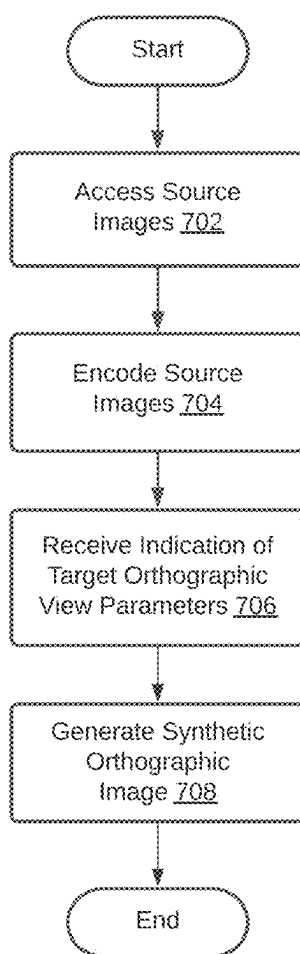 Start
Access Source
Images 702
Encode Source
Images 704
Receive Indication of
Target Orthographic
View Parameters 706
Generate Synthetic
Orthographic
Image 708
End